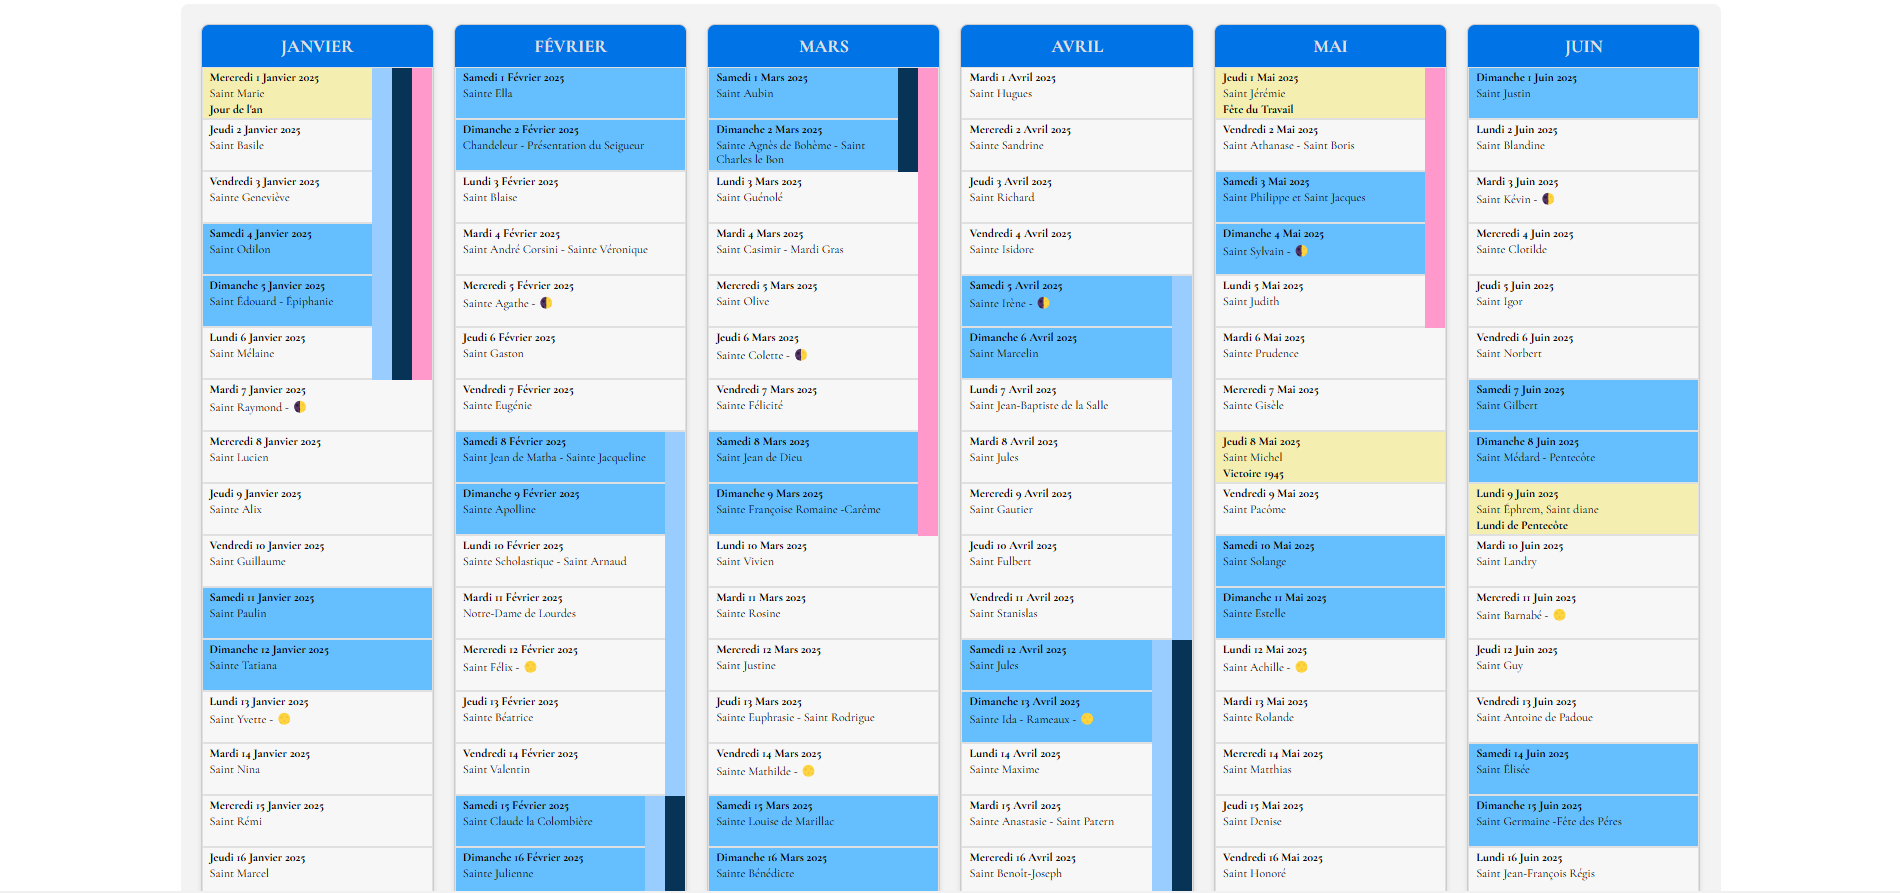 JANVIER
Mercredi 1 Janvier 2025
Saint Marie
Jour de l'an
Jeudi 2 Janvier 2025
Saint Basile
Vendredi 3 Janvier 2025
Sainte Geneviève
Samedi 4 Janvier 2025
Saint Odilon
Dimanche 5 Janvier 2025
Saint Édouard - Épiphanie
Lundi 6 Janvier 2025
Saint Mélaine
Mardi 7 Janvier 2025
Saint Raymond -
Mercredi 8 Janvier 2025
Saint Lucien
Jeudi 9 Janvier 2025
Sainte Alix
Vendredi 10 Janvier 2025
Saint Guillaume
Samedi 11 Janvier 2025
Saint Paulin
Dimanche 12 Janvier 2025
Sainte Tatiana
Lundi 13 Janvier 2025
Saint Yvette -
Mardi 14 Janvier 2025
Saint Nina
Mercredi 15 Janvier 2025
Saint Rémi
Jeudi 16 Janvier 2025
Saint Marcel
FÉVRIER
Samedi 1 Février 2025
Sainte Ella
Dimanche 2 Février 2025
Chandeleur - Présentation du Seigueur
Lundi 3 Février 2025
Saint Blaise
Mardi 4 Février 2025
Saint André Corsini - Sainte Véronique
Mercredi 5 Février 2025
Sainte Agathe -
Jeudi 6 Février 2025
Saint Gaston
Vendredi 7 Février 2025
Sainte Eugénie
Samedi 8 Février 2025
Saint Jean de Matha - Sainte Jacqueline
Dimanche 9 Février 2025
Sainte Apolline
Lundi 10 Février 2025
Sainte Scholastique - Saint Arnaud
Mardi 11 Février 2025
Notre-Dame de Lourdes
Mercredi 12 Février 2025
Saint Félix -
Jeudi 13 Février 2025
Sainte Béatrice
Vendredi 14 Février 2025
Saint Valentin
Samedi 15 Février 2025
Saint Claude la Colombière
Dimanche 16 Février 2025
Sainte Julienne
MARS
Samedi 1 Mars 2025
Saint Aubin
Dimanche 2 Mars 2025
Sainte Agnès de Bohème - Saint
Charles le Bon
Lundi 3 Mars 2025
Saint Guénolé
Mardi 4 Mars 2025
Saint Casimir - Mardi Gras
Mercredi 5 Mars 2025
Saint Olive
Jeudi 6 Mars 2025
Sainte Colette -
Vendredi 7 Mars 2025
Sainte Félicité
Samedi 8 Mars 2025
Saint Jean de Dieu
Dimanche 9 Mars 2025
Sainte Françoise Romaine -Carême
Lundi 10 Mars 2025
Saint Vivien
Mardi 11 Mars 2025
Sainte Rosine
Mercredi 12 Mars 2025
Saint Justine
Jeudi 13 Mars 2025
Sainte Euphrasie - Saint Rodrigue
Vendredi 14 Mars 2025
Sainte Mathilde -
Samedi 15 Mars 2025
Sainte Louise de Marillac
Dimanche 16 Mars 2025
Sainte Bénédicte
AVRIL
Mardi 1 Avril 2025
Saint Hugues
Mercredi 2 Avril 2025
Sainte Sandrine
Jeudi 3 Avril 2025
Saint Richard
Vendredi 4 Avril 2025
Sainte Isidore
Samedi 5 Avril 2025
Sainte Irène -
Dimanche 6 Avril 2025
Saint Marcelin
Lundi 7 Avril 2025
Saint Jean-Baptiste de la Salle
Mardi 8 Avril 2025
Saint Jules
Mercredi 9 Avril 2025
Saint Gautier
Jeudi 10 Avril 2025
Saint Fulbert
Vendredi 11 Avril 2025
Saint Stanislas
Samedi 12 Avril 2025
Saint Jules
Dimanche 13 Avril 2025
Sainte Ida - Rameaux -
Lundi 14 Avril 2025
Sainte Maxime
Mardi 15 Avril 2025
Sainte Anastasie - Saint Patern
Mercredi 16 Avril 2025
Saint Benoît-Joseph
MAI
Jeudi 1 Mai 2025
Saint Jérémie
Fête du Travail
Vendredi 2 Mai 2025
Saint Athanase - Saint Boris
Samedi 3 Mai 2025
Saint Philippe et Saint Jacques
Dimanche 4 Mai 2025
Saint Sylvain -
Lundi 5 Mai 2025
Saint Judith
Mardi 6 Mai 2025
Sainte Prudence
Mercredi 7 Mai 2025
Sainte Gisèle
Jeudi 8 Mai 2025
Saint Michel
Victoire 1945
Vendredi 9 Mai 2025
Saint Pacôme
Samedi 10 Mai 2025
Saint Solange
Dimanche 11 Mai 2025
Sainte Estelle
Lundi 12 Mai 2025
Saint Achille -
Mardi 13 Mai 2025
Sainte Rolande
Mercredi 14 Mai 2025
Saint Matthias
Jeudi 15 Mai 2025
Saint Denise
Vendredi 16 Mai 2025
Saint Honoré
JUIN
Dimanche 1 Juin 2025
Saint Justin
Lundi 2 Juin 2025
Saint Blandine
Mardi 3 Juin 2025
Saint Kévin -
Mercredi 4 Juin 2025
Sainte Clotilde
Jeudi 5 Juin 2025
Saint Igor
Vendredi 6 Juin 2025
Saint Norbert
Samedi 7 Juin 2025
Saint Gilbert
Dimanche 8 Juin 2025
Saint Médard - Pentecôte
Lundi 9 Juin 2025
Saint Éphrem, Saint diane
Lundi de Pentecôte
Mardi 10 Juin 2025
Saint Landry
Mercredi 11 Juin 2025
Saint Barnabé -
Jeudi 12 Juin 2025
Saint Guy
Vendredi 13 Juin 2025
Saint Antoine de Padoue
Samedi 14 Juin 2025
Saint Élisée
Dimanche 15 Juin 2025
Saint Germaine -Fête des Péres
Lundi 16 Juin 2025
Saint Jean-François Régis